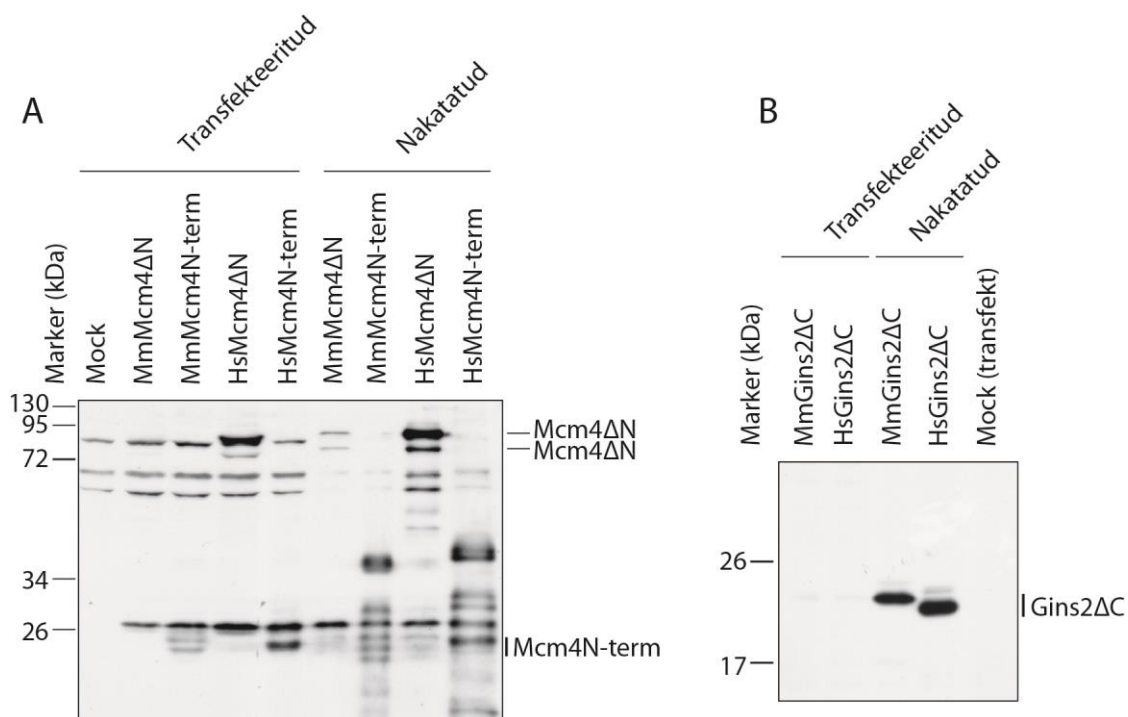 A
Transfekteeritud
Nakatatud
Marker (kDa)
Mock
MmMcm4ΔN
MmMcm4N-term
HsMcm4ΔN
HsMcm4N-term
MmMcm4ΔN
MmMcm4N-term
HsMcm4ΔN
HsMcm4N-term
130
95
72
34
26
Mcm4ΔN
Mcm4ΔN
Mcm4N-term
B
Transfekteeritud
Nakatatud
Marker (kDa)
MmGins2ΔC
HsGins2ΔC
MmGins2ΔC
HsGins2ΔC
Mock (transfekt)
26
17
Gins2ΔC